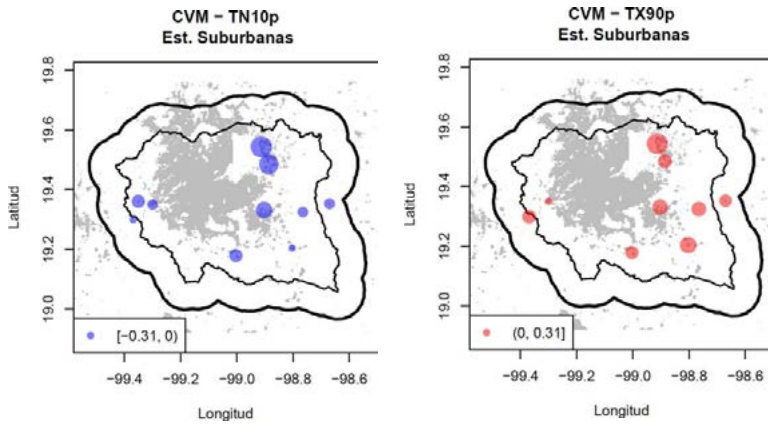 CVM – TN10p
Est. Suburbanas
Latitud
19.8
19.6
19.4
19.2
19.0
[−0.31, 0)
−99.4 −99.2 −99.0 −98.8 −98.6
Longitud
CVM – TX90p
Est. Suburbanas
Latitud
19.8
19.6
19.4
19.2
19.0
(0, 0.31]
−99.4 −99.2 −99.0 −98.8 −98.6
Longitud